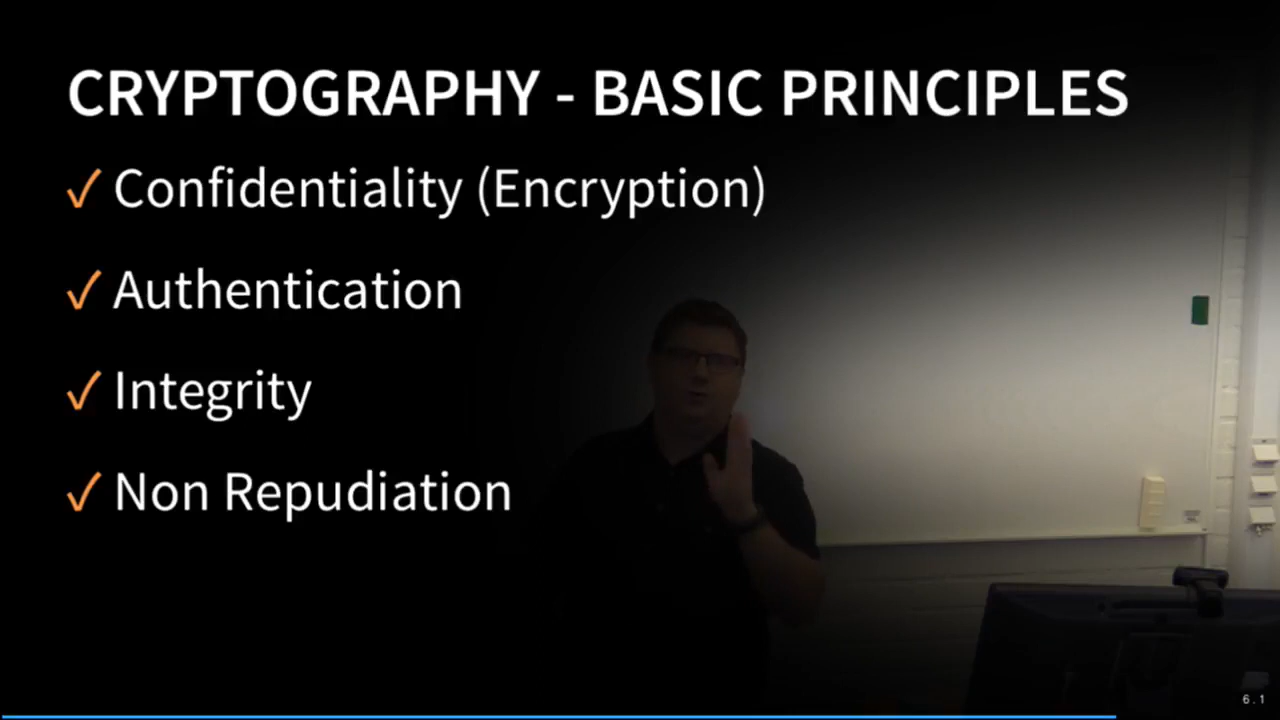 CRYPTOGRAPHY - BASIC PRINCIPLES
✓ Confidentiality (Encryption)
✓ Authentication
✓ Integrity
✓ Non Repudiation
6.1